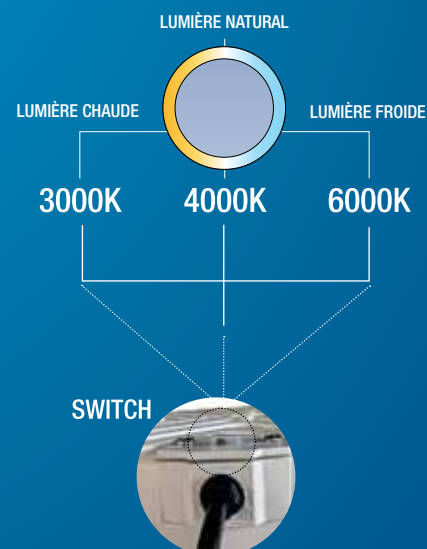 LUMIÈRE NATURAL
LUMIÈRE CHAUDE
LUMIÈRE FROIDE
3000K
4000K
6000K
SWITCH